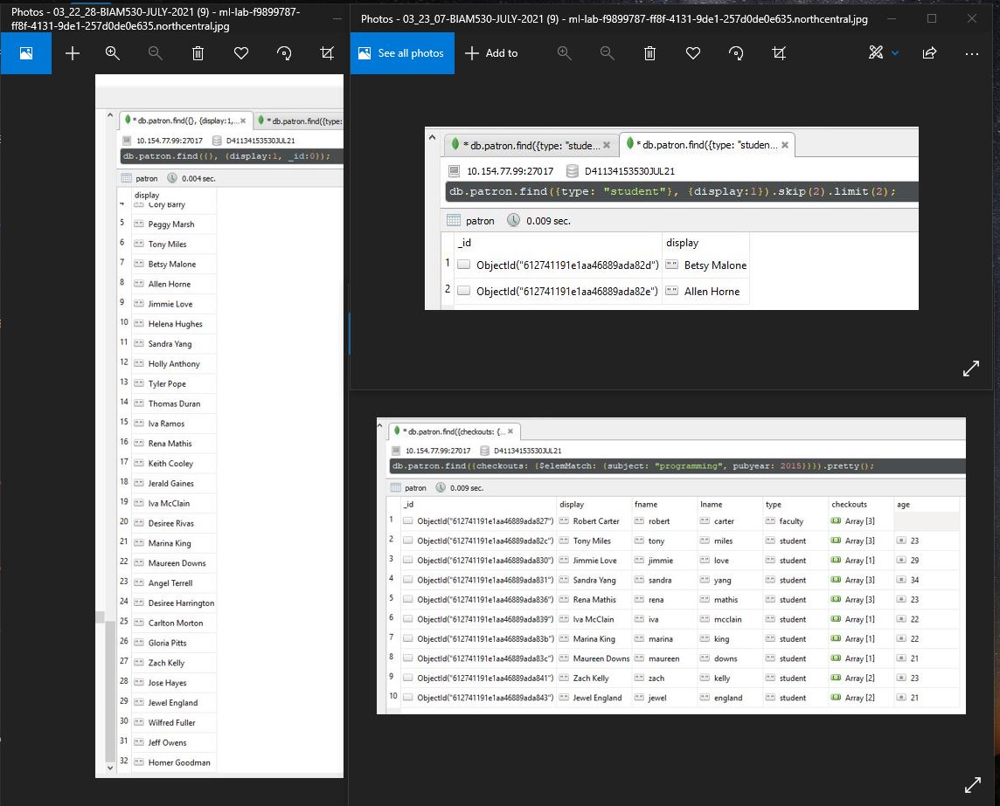 Photos - 03_22_28-BIAM530-JULY-2021 (9) - ml-lab-f9899787-
ff8f-4131-9de1-257d0de0e635.northcentral.jpg
* db.patron.find({}, {display:1,...
* db.patron.find({type:
10.154.77.99:27017 D41134153530JUL21
db.patron.find({}, {display:1, _id:0});
patron 0.004 sec.
display
4 Cory Barry
5 Peggy Marsh
6 Tony Miles
7 Betsy Malone
8 Allen Horne
9 Jimmie Love
10 Helena Hughes
11 Sandra Yang
12 Holly Anthony
13 Tyler Pope
14 Thomas Duran
15 Iva Ramos
16 Rena Mathis
17 Keith Cooley
18 Jerald Gaines
19 Iva McClain
20 Desiree Rivas
21 Marina King
22 Maureen Downs
23 Angel Terrell
24 Desiree Harrington
25 Carlton Morton
26 Gloria Pitts
27 Zach Kelly
28 Jose Hayes
29 Jewel England
30 Wilfred Fuller
31 Jeff Owens
32 Homer Goodman
Photos - 03_23_07-BIAM530-JULY-2021 (9) - ml-lab-f9899787-ff8f-4131-9de1-257d0de0e635.northcentral.jpg
See all photos Add to
* db.patron.find({type: "stude... * db.patron.find({type: "studen...
10.154.77.99:27017 D41134153530JUL21
db.patron.find({type: "student"}, {display:1}).skip(2).limit(2);
patron 0.009 sec.
_id display
1 ObjectId("612741191e1aa46889ada82d") Betsy Malone
2 ObjectId("612741191e1aa46889ada82e") Allen Horne
* db.patron.find({checkouts: {...
10.154.77.99:27017 D41134153530JUL21
db.patron.find({checkouts: {$elemMatch: {subject: "programming", pubyear: 2015}}}).pretty();
patron 0.009 sec.
_id display fname lname type checkouts age
1 ObjectId("612741191e1aa46889ada827") Robert Carter robert carter faculty Array [3]
2 ObjectId("612741191e1aa46889ada82c") Tony Miles tony miles student Array [3] 23
3 ObjectId("612741191e1aa46889ada830") Jimmie Love jimmie love student Array [1] 29
4 ObjectId("612741191e1aa46889ada831") Sandra Yang sandra yang student Array [3] 34
5 ObjectId("612741191e1aa46889ada836") Rena Mathis rena mathis student Array [3] 23
6 ObjectId("612741191e1aa46889ada839") Iva McClain iva mcclain student Array [1] 22
7 ObjectId("612741191e1aa46889ada83b") Marina King marina king student Array [1] 22
8 ObjectId("612741191e1aa46889ada83c") Maureen Downs maureen downs student Array [1] 21
9 ObjectId("612741191e1aa46889ada841") Zach Kelly zach kelly student Array [2] 23
10 ObjectId("612741191e1aa46889ada843") Jewel England jewel england student Array [2] 21